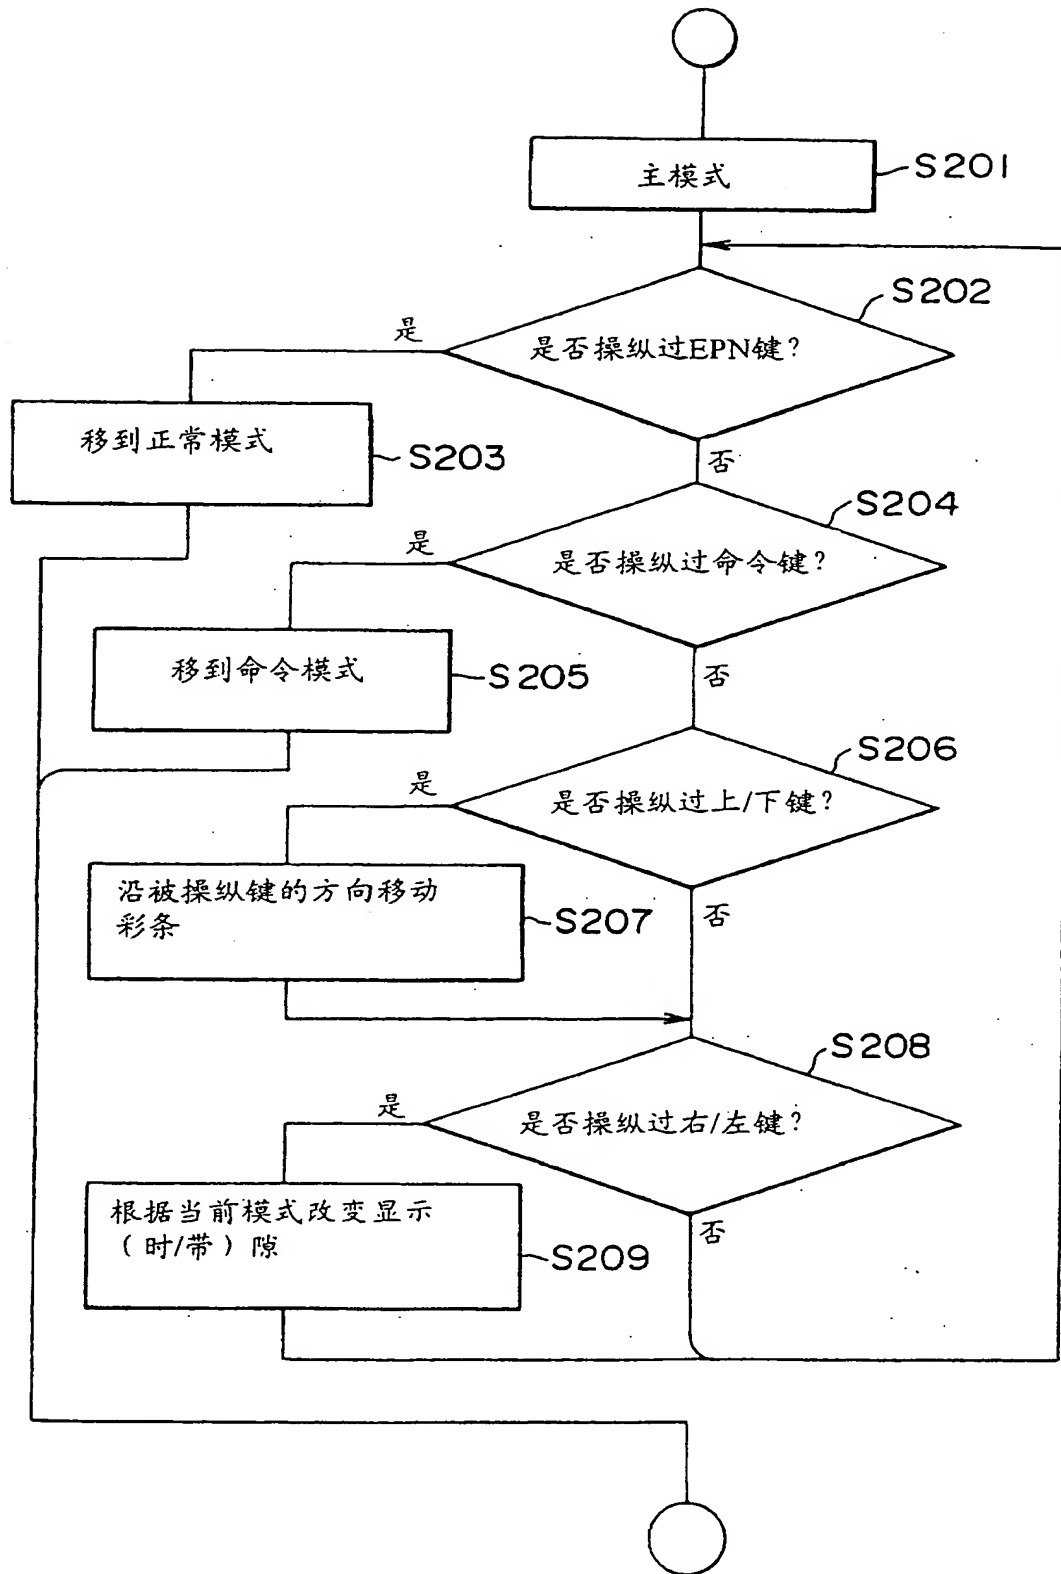 主模式
S201
S202
是
是否操纵过EPN键?
移到正常模式
S203
否
S204
是
是否操纵过命令键?
移到命令模式
S205
否
S206
是
是否操纵过上/下键?
沿被操纵键的方向移动
彩条
S207
否
S208
是
是否操纵过右/左键?
根据当前模式改变显示
(时/带)隙
S209
否